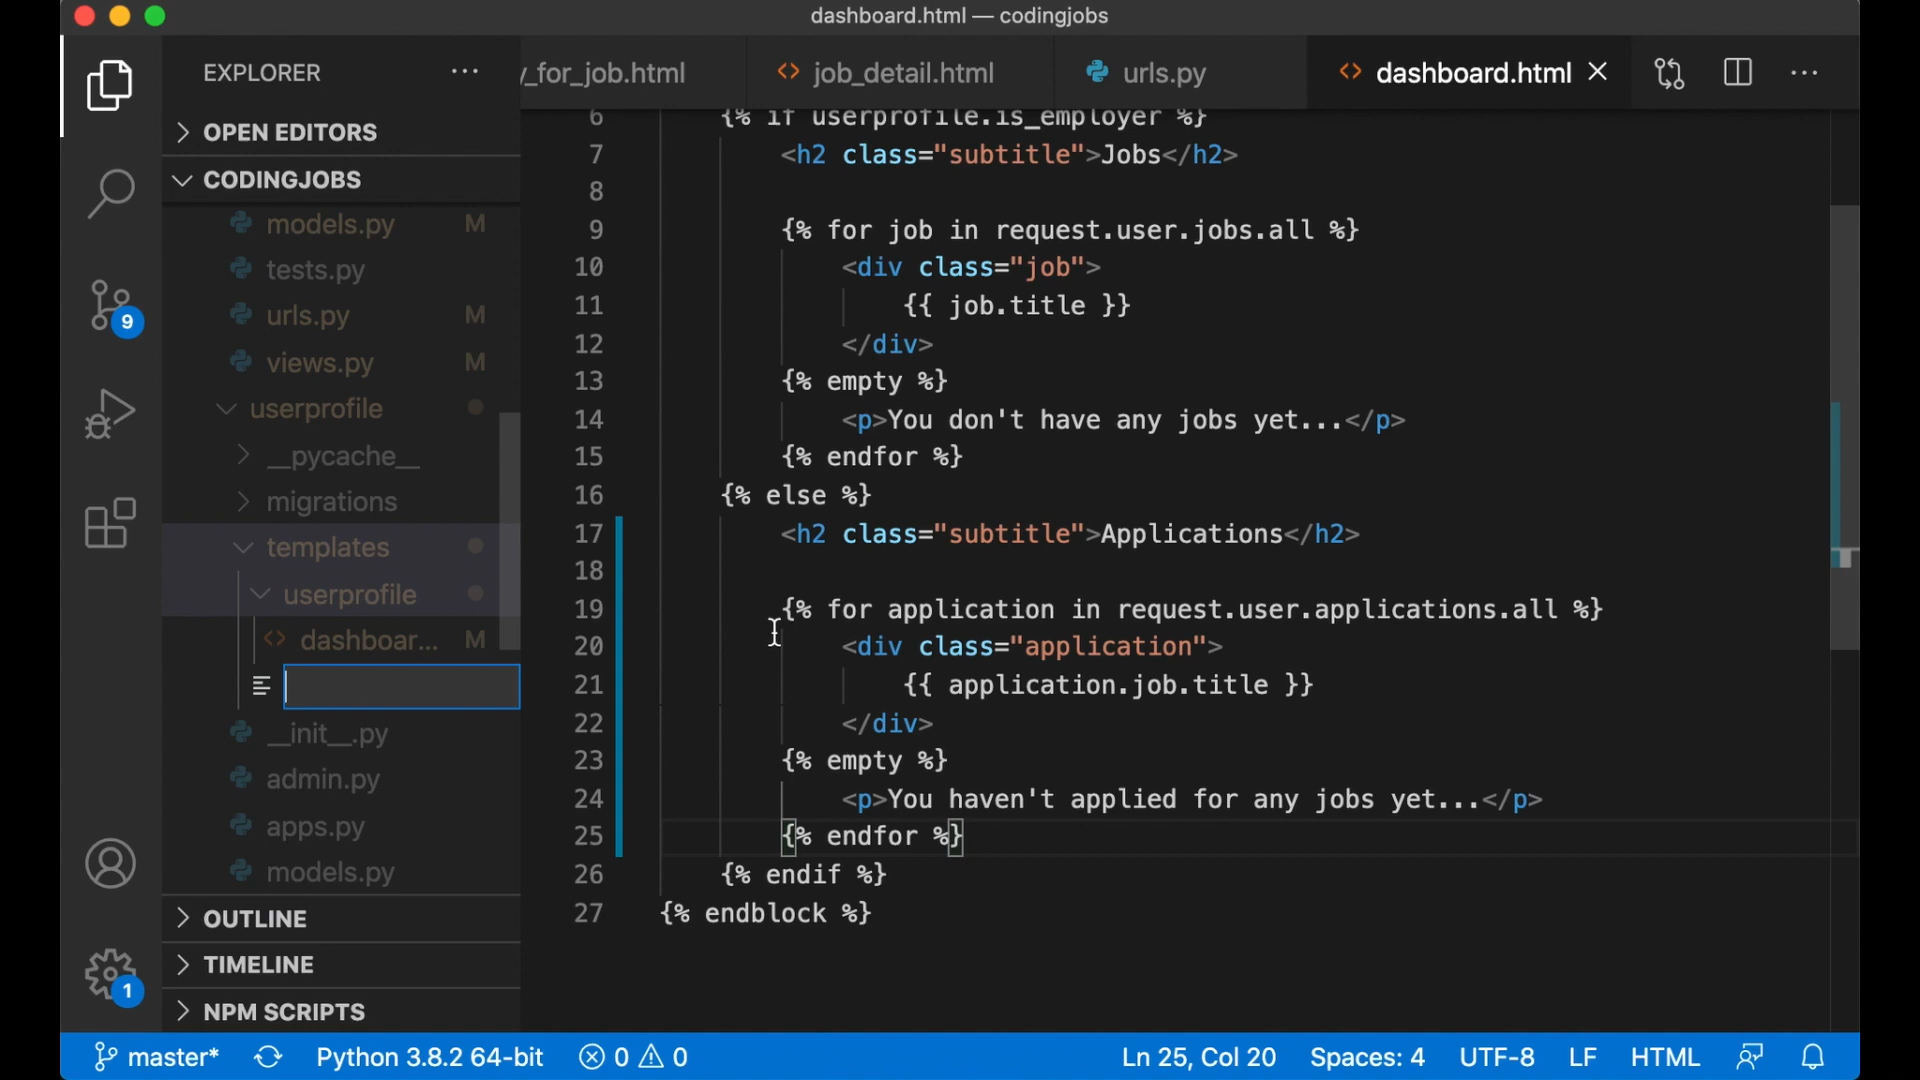 dashboard.html — codingjobs
EXPLORER
y_for_job.html
job_detail.html
urls.py
dashboard.html
OPEN EDITORS
CODINGJOBS
models.py M
tests.py
urls.py M
views.py M
userprofile
__pycache__
migrations
templates
userprofile
dashboar... M
__init__.py
admin.py
apps.py
models.py
OUTLINE
TIMELINE
NPM SCRIPTS
9
1
6 {% if userprofile.is_employer %}
7 <h2 class="subtitle">Jobs</h2>
8
9 {% for job in request.user.jobs.all %}
10 <div class="job">
11 {{ job.title }}
12 </div>
13 {% empty %}
14 <p>You don't have any jobs yet...</p>
15 {% endfor %}
16 {% else %}
17 <h2 class="subtitle">Applications</h2>
18
19 {% for application in request.user.applications.all %}
20 <div class="application">
21 {{ application.job.title }}
22 </div>
23 {% empty %}
24 <p>You haven't applied for any jobs yet...</p>
25 {% endfor %}
26 {% endif %}
27 {% endblock %}
master* Python 3.8.2 64-bit 0 0 Ln 25, Col 20 Spaces: 4 UTF-8 LF HTML